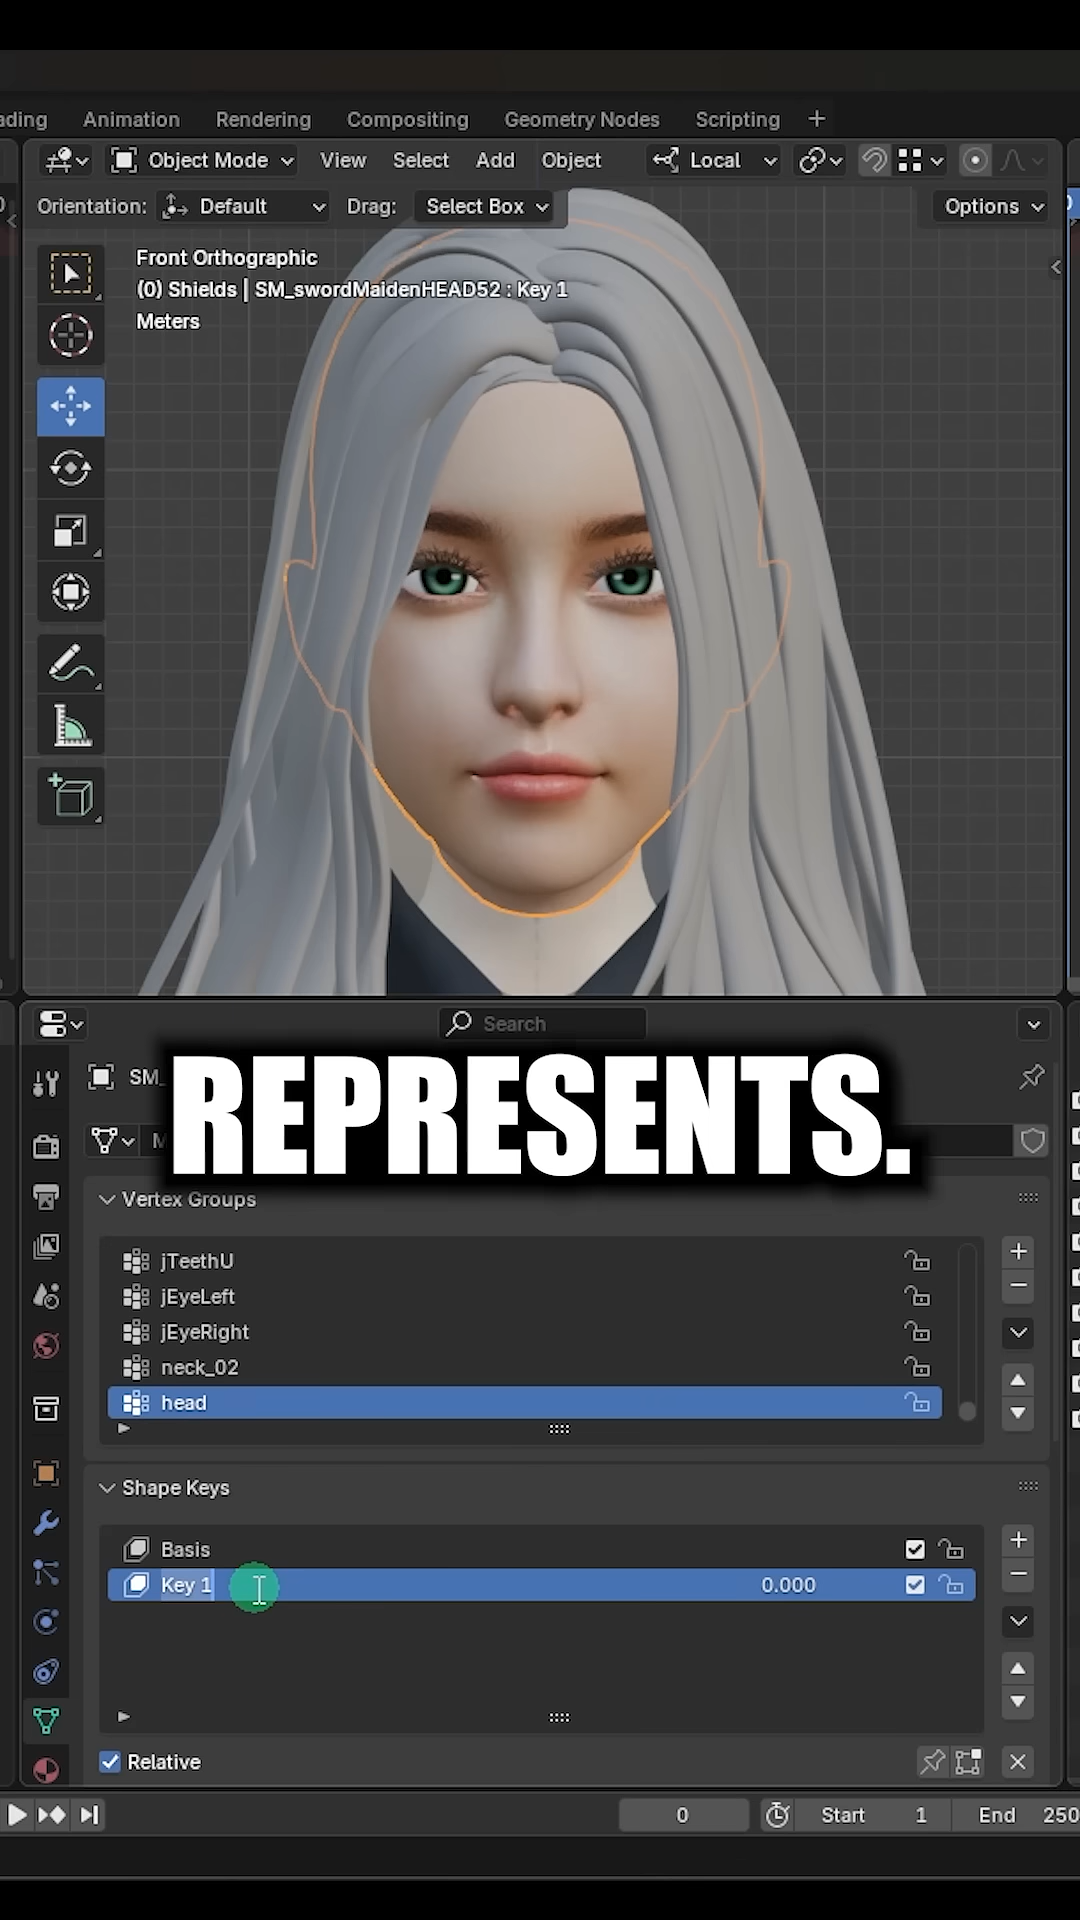 ading Animation Rendering Compositing Geometry Nodes Scripting +
Object Mode View Select Add Object Local
Orientation: Default Drag: Select Box Options
Front Orthographic
(0) Shields | SM_swordMaidenHEAD52 : Key 1
Meters
Search
SM_
REPRESENTS.
Vertex Groups
jTeethU
jEyeLeft
jEyeRight
neck_02
head
Shape Keys
Basis
Key 1 0.000
Relative
0 Start 1 End 250